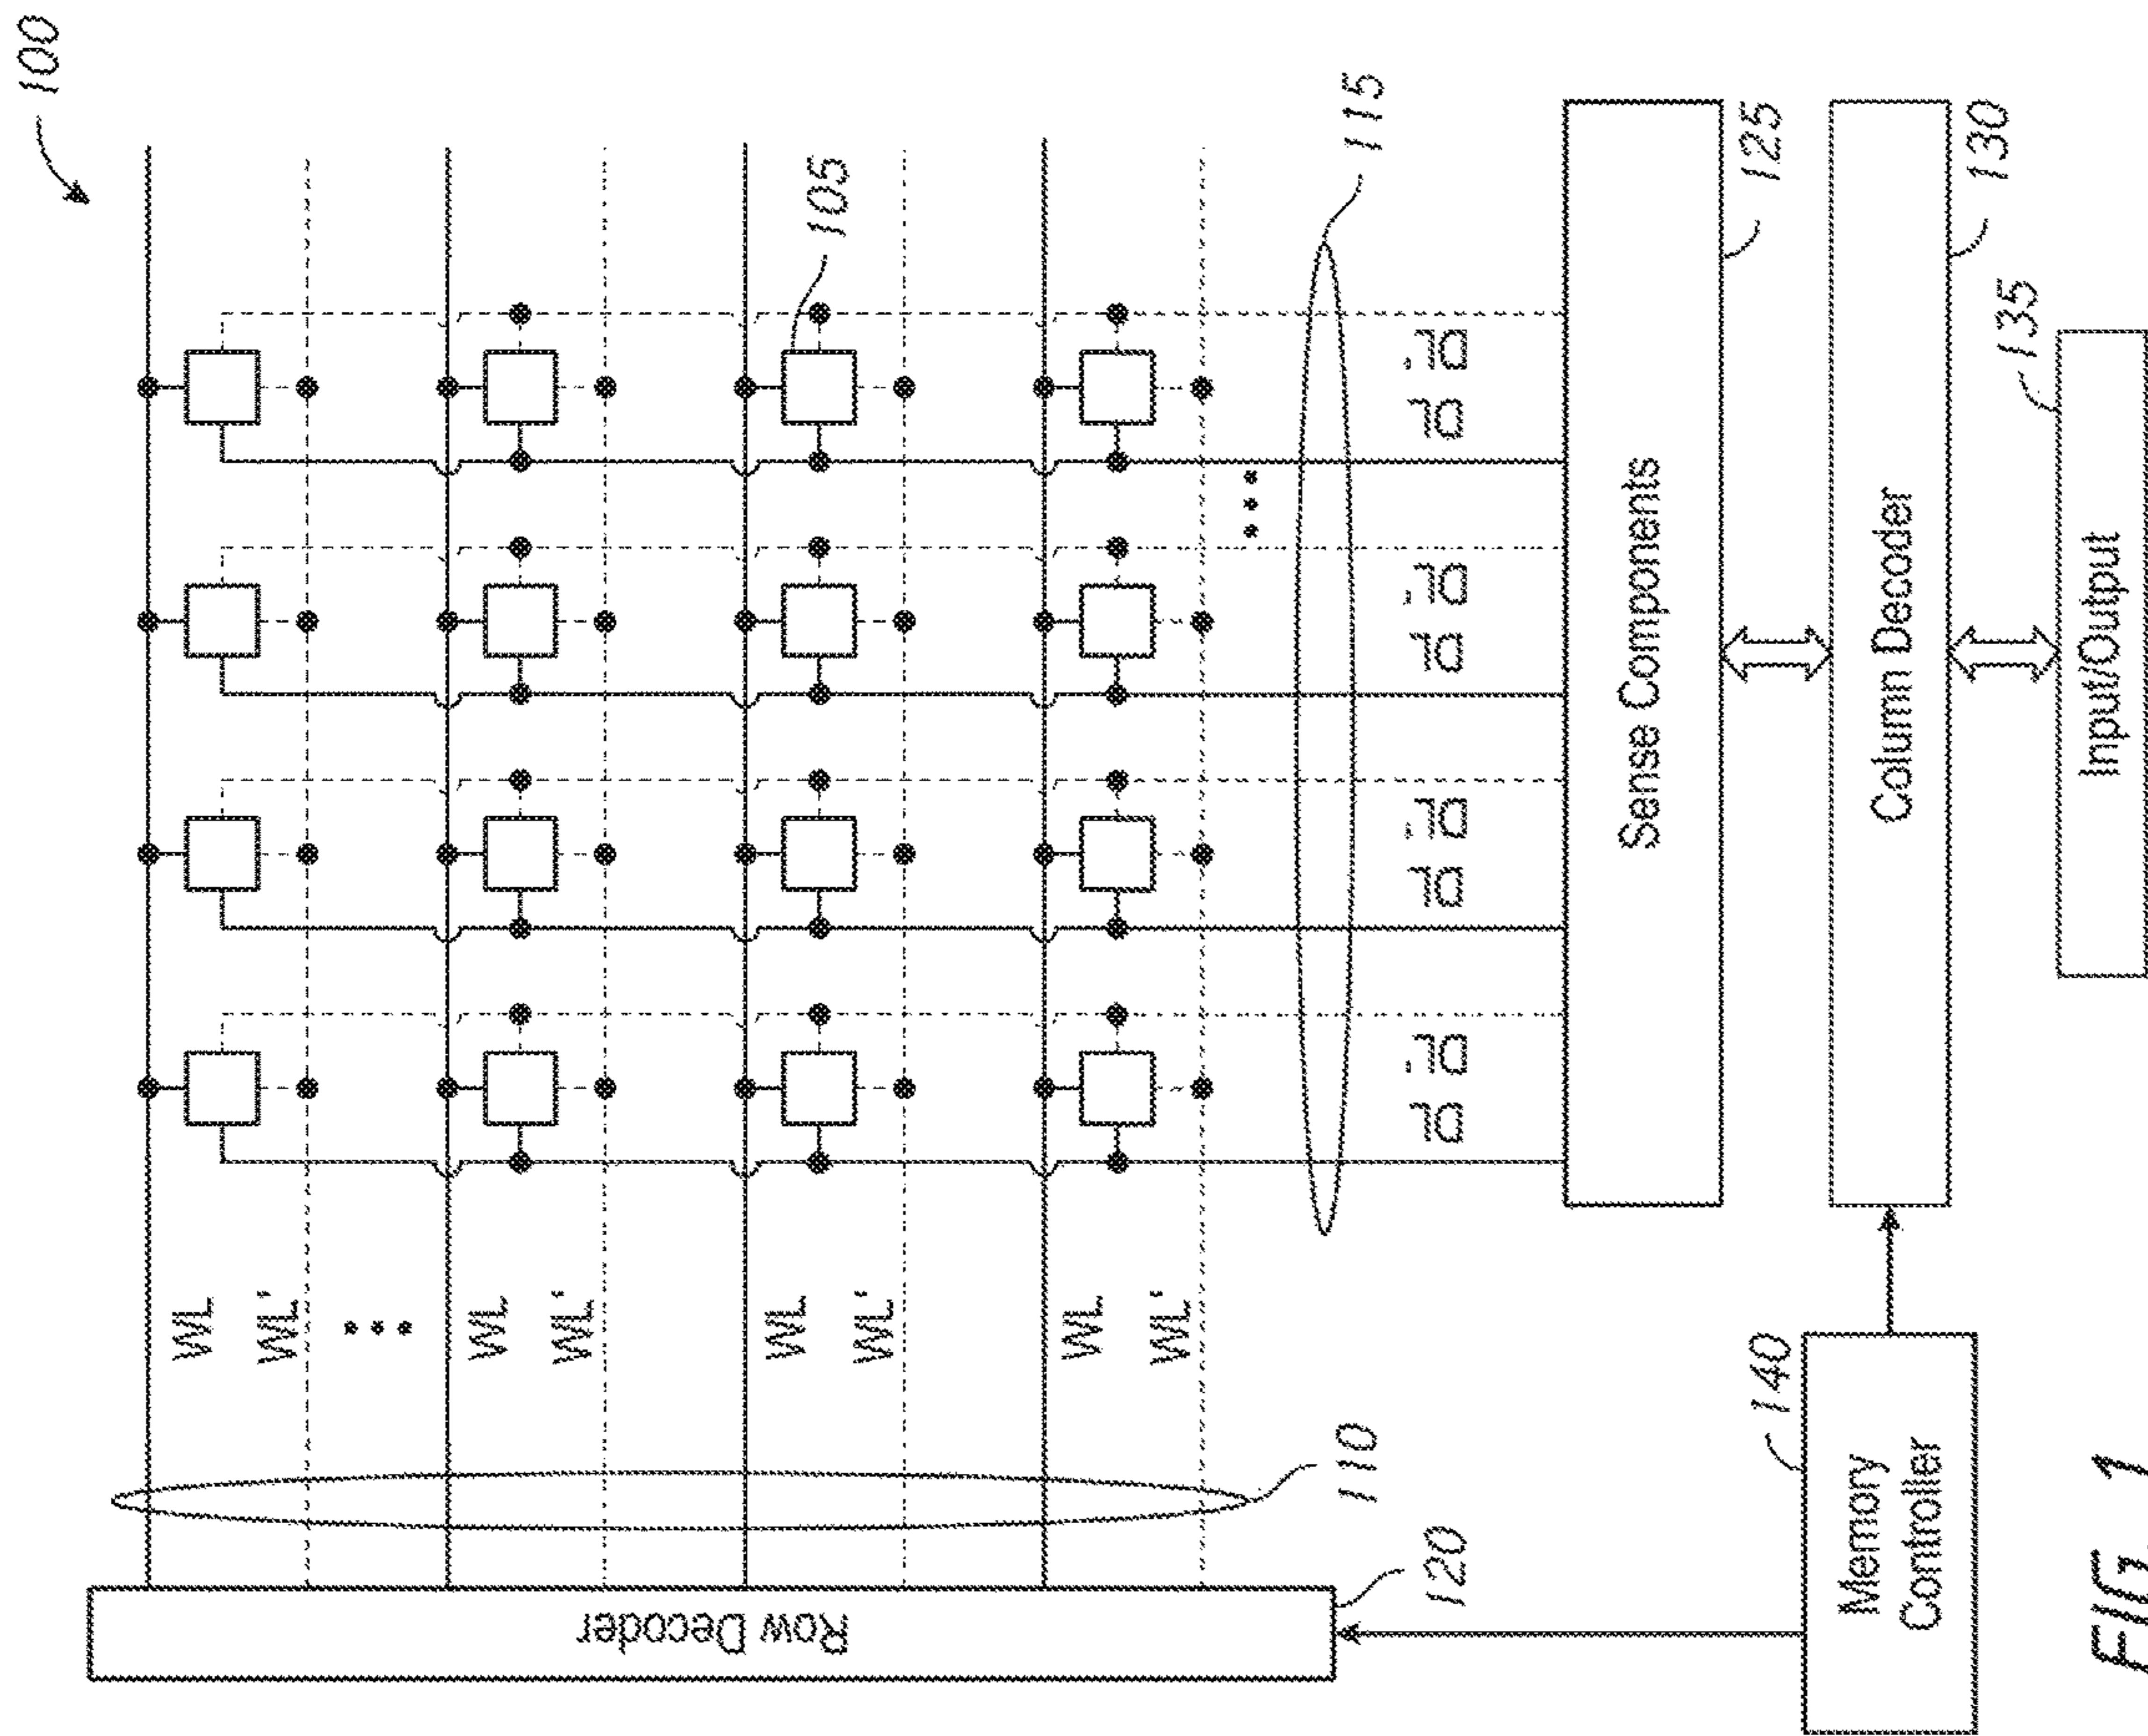 100
WL
WL'
WL
WL'
105
WL
WL'
WL
WL'
110
115
DL
DL'
DL
DL'
DL
DL'
DL
DL'
Row Decoder
120
Sense Components
125
Column Decoder
130
Input/Output
135
Memory
Controller
140
FIG. 1